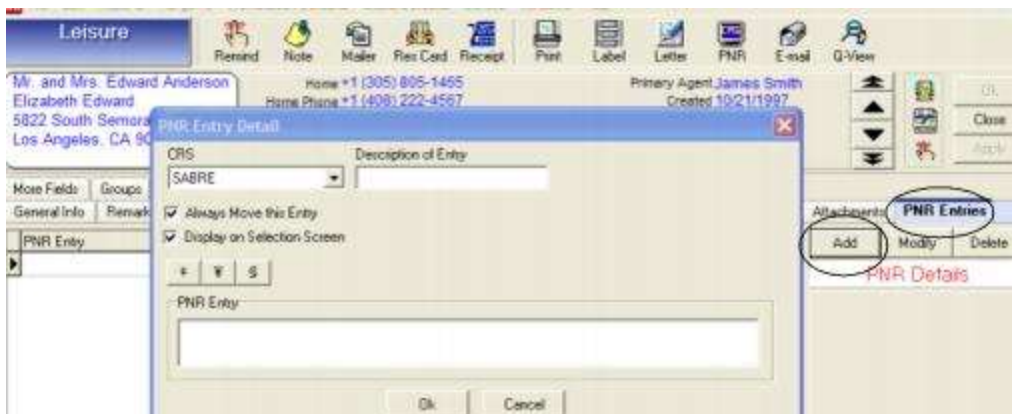 Leisure
Remind Note Mailer Res Card Receipt Print Label Letter PNR E-mail Q-View
Mr. and Mrs. Edward Anderson Home +1 (305) 805-1455 Primary Agent James Smith
Elizabeth Edward Home Phone +1 (408) 222-4567 Created 10/21/1997
5822 South Semora
Los Angeles, CA 90
Ok
Close
Apply
PNR Entry Detail
CRS Description of Entry
SABRE
More Fields Groups
General Info Remark Always Move this Entry Attachments PNR Entries
PNR Entry Display on Selection Screen Add Modify Delete
PNR Details
‡ ¥ §
PNR Entry
Ok Cancel